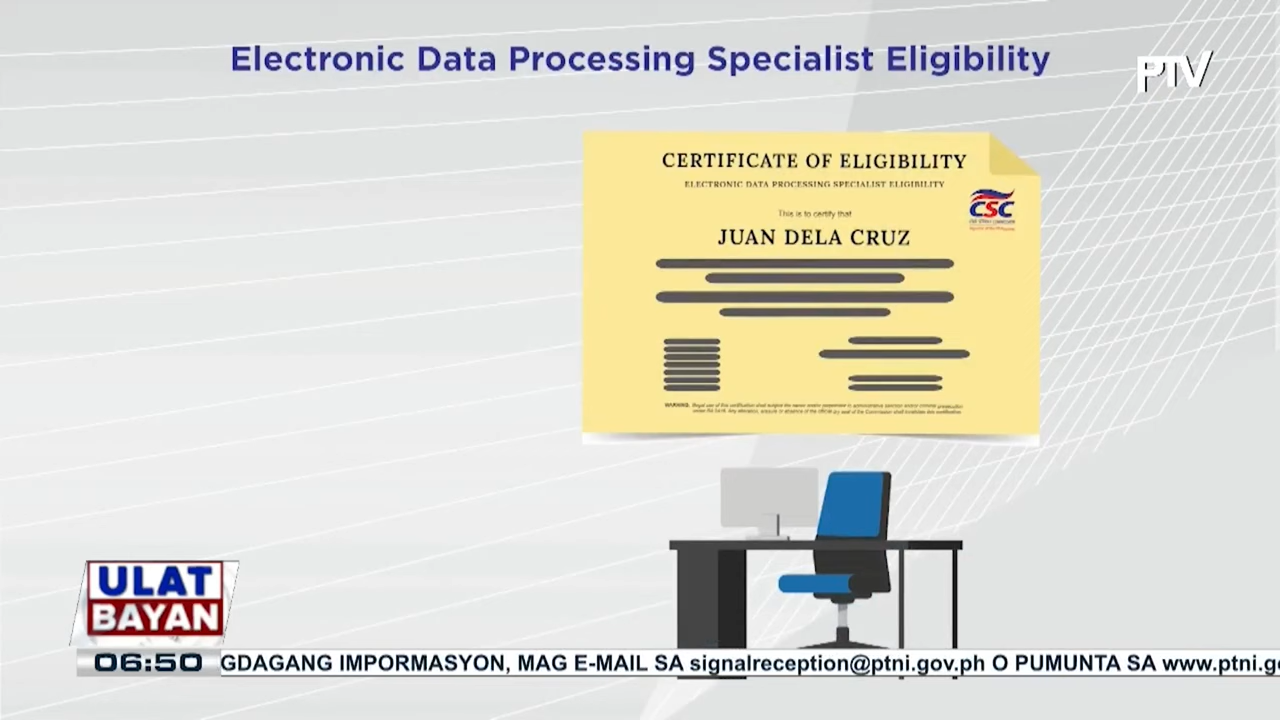 Electronic Data Processing Specialist Eligibility
PTV
CERTIFICATE OF ELIGIBILITY
ELECTRONIC DATA PROCESSING SPECIALIST ELIGIBILITY
This is to certify that
CSC
JUAN DELA CRUZ
ULAT
BAYAN
06:50
GDAGANG IMPORMASYON, MAG E-MAIL SA signalreception@ptni.gov.ph O PUMUNTA SA www.ptni.g